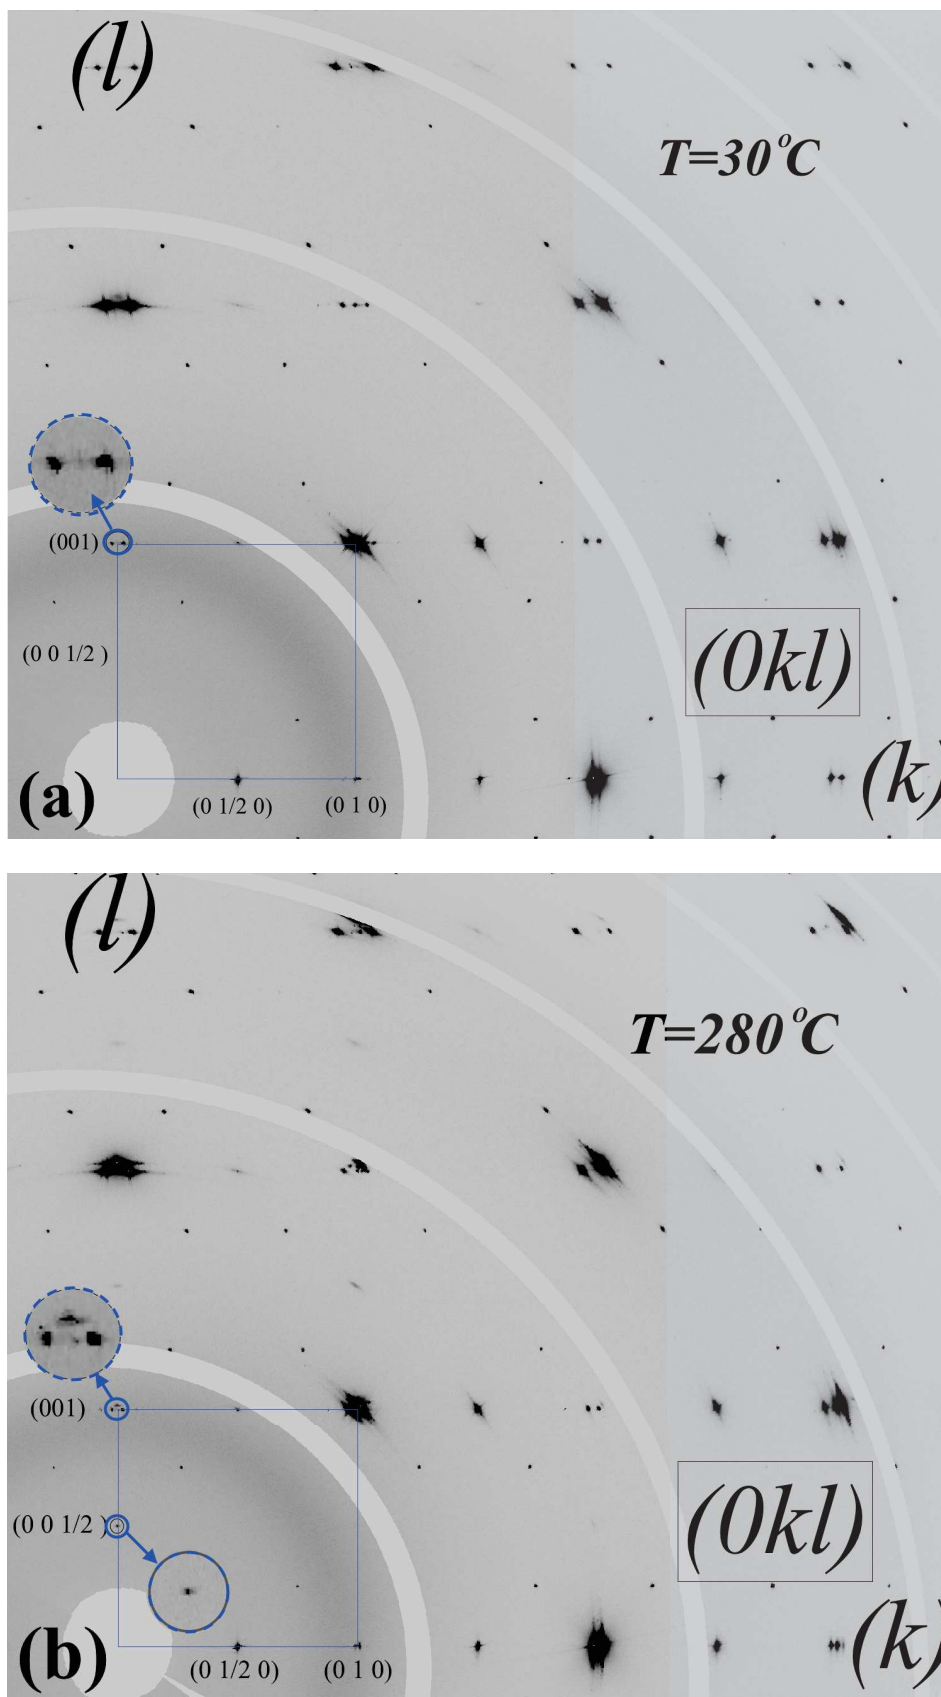 (l)
T=30°C
(001)
(0 0 1/2 )
(0kl)
(a)
(0 1/2 0)
(0 1 0)
(k)
(l)
T=280°C
(001)
(0 0 1/2 )
(0kl)
(b)
(0 1/2 0)
(0 1 0)
(k)